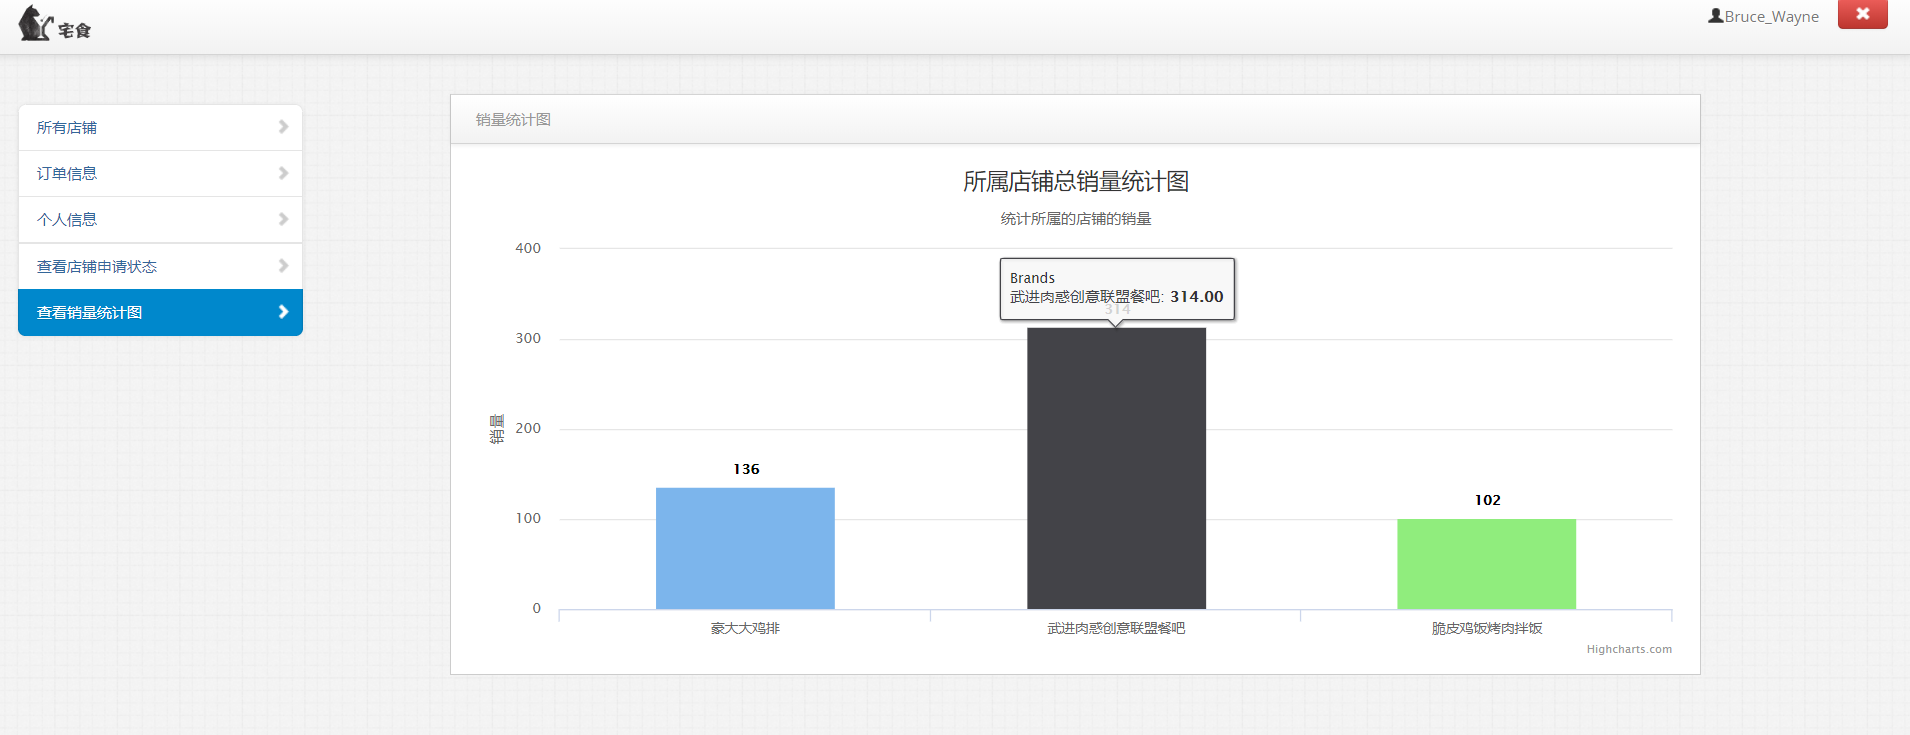 宅食
Bruce_Wayne
所有店铺
订单信息
个人信息
查看店铺申请状态
查看销量统计图
销量统计图
所属店铺总销量统计图
统计所属的店铺的销量
400
300
200
100
0
销量
Brands
武进肉惑创意联盟餐吧: 314.00
314
136
102
豪大大鸡排
武进肉惑创意联盟餐吧
脆皮鸡饭烤肉拌饭
Highcharts.com